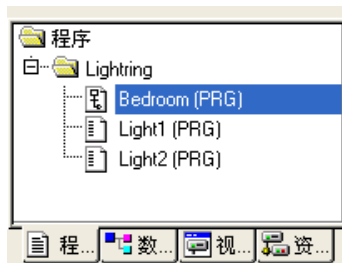 程序
Lightring
Bedroom (PRG)
Light1 (PRG)
Light2 (PRG)
程... 数... 视... 资...